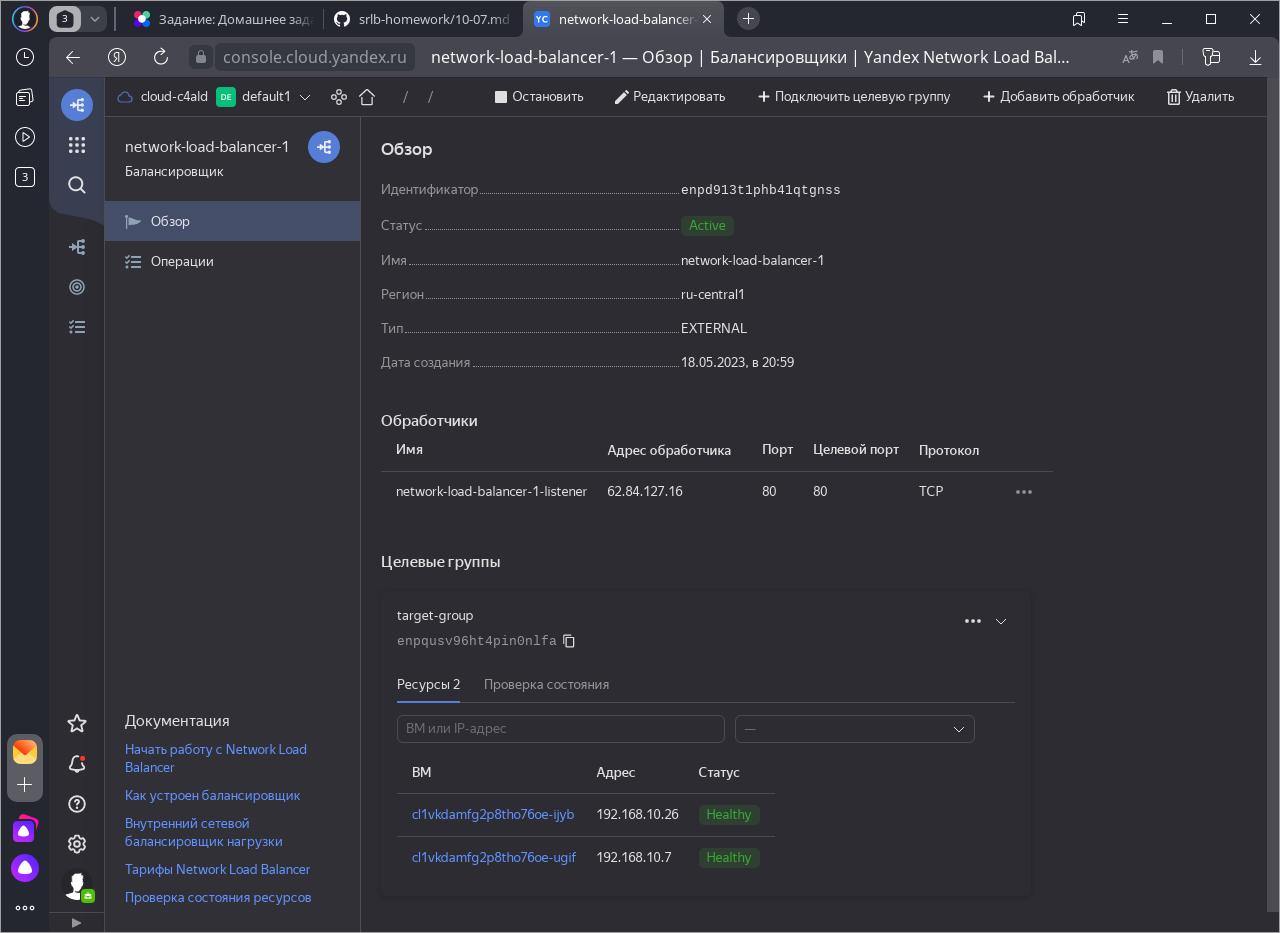 3
Задание: Домашнее зад
srlb-homework/10-07.md
YC
network-load-balancer-
console.cloud.yandex.ru
network-load-balancer-1 — Обзор | Балансировщики | Yandex Network Load Bal...
cloud-c4ald
DE
default1
/
/
Остановить
Редактировать
Подключить целевую группу
Добавить обработчик
Удалить
3
network-load-balancer-1
Балансировщик
Обзор
Операции
Документация
Начать работу с Network Load
Balancer
Как устроен балансировщик
Внутренний сетевой
балансировщик нагрузки
Тарифы Network Load Balancer
Проверка состояния ресурсов
Обзор
Идентификатор enpd913t1phb41qtgnss
Статус Active
Имя network-load-balancer-1
Регион ru-central1
Тип EXTERNAL
Дата создания 18.05.2023, в 20:59
Обработчики
Имя Адрес обработчика Порт Целевой порт Протокол
network-load-balancer-1-listener 62.84.127.16 80 80 TCP
Целевые группы
target-group
enpqusv96ht4pin0nlfa
Ресурсы 2 Проверка состояния
ВМ или IP-адрес —
ВМ Адрес Статус
cl1vkdamfg2p8tho76oe-ijyb 192.168.10.26 Healthy
cl1vkdamfg2p8tho76oe-ugif 192.168.10.7 Healthy